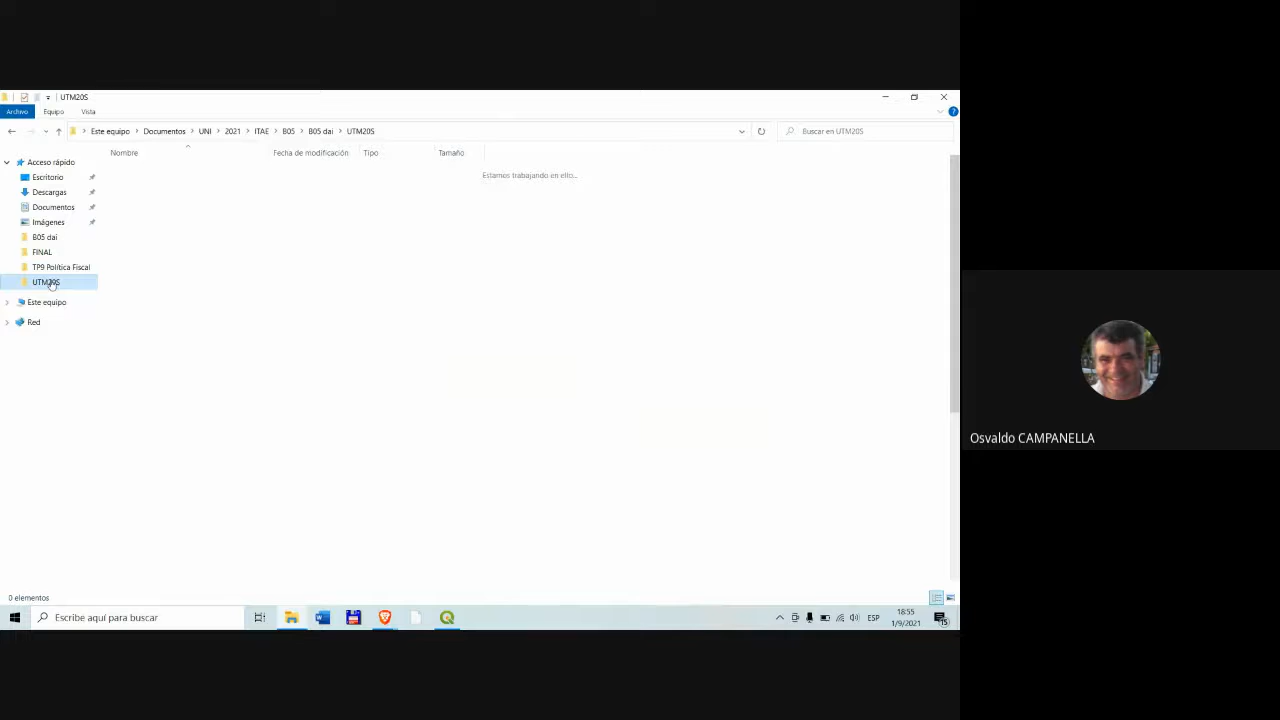 UTM20S
Archivo Equipo Vista
Este equipo Documentos UNI 2021 ITAE B05 B05 dai UTM20S
Buscar en UTM20S
Nombre Fecha de modificación Tipo Tamaño
Estamos trabajando en ello...
Acceso rápido
Escritorio
Descargas
Documentos
Imágenes
B05 dai
FINAL
TP9 Política Fiscal
UTM20S
Este equipo
Red
Osvaldo CAMPANELLA
0 elementos
Escribe aquí para buscar
ESP
18:55
1/9/2021
15